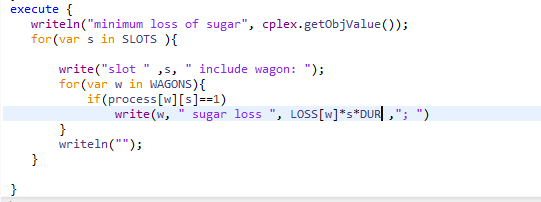 execute {
writeln("minimum loss of sugar", cplex.getObjValue());
for(var s in SLOTS ){
write("slot " ,s, " include wagon: ");
for(var w in WAGONS){
if(process[w][s]==1)
write(w, " sugar loss ", LOSS[w]*s*DUR ,"; ")
}
writeln("");
}
}